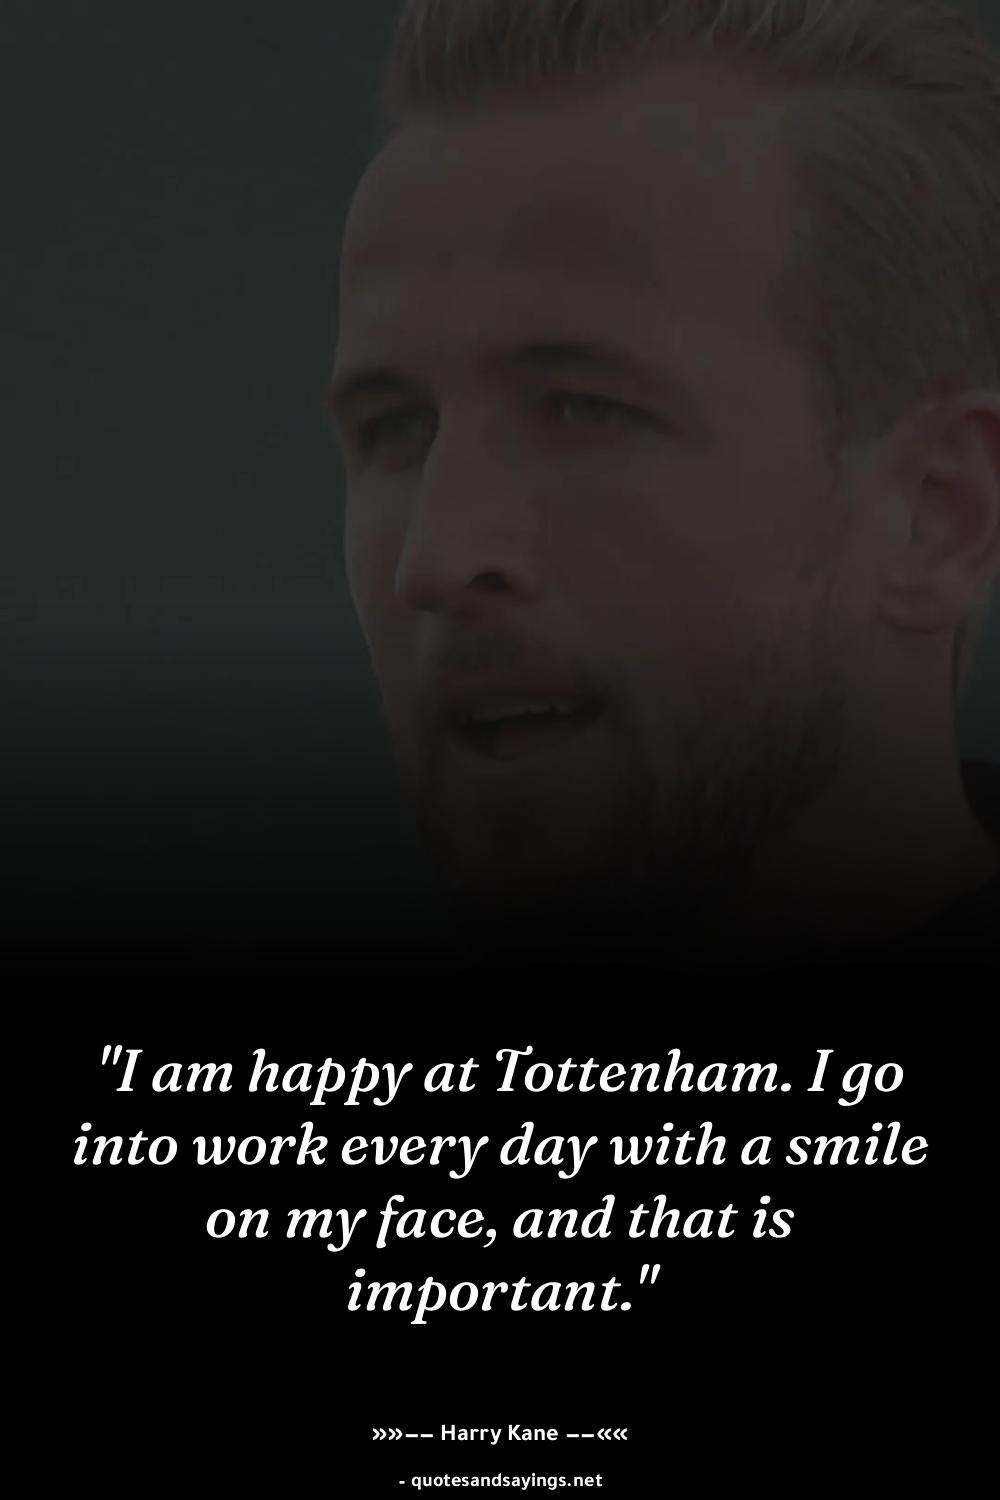 "I am happy at Tottenham. I go
into work every day with a smile
on my face, and that is
important."
»»–– Harry Kane ––««
- quotesandsayings.net